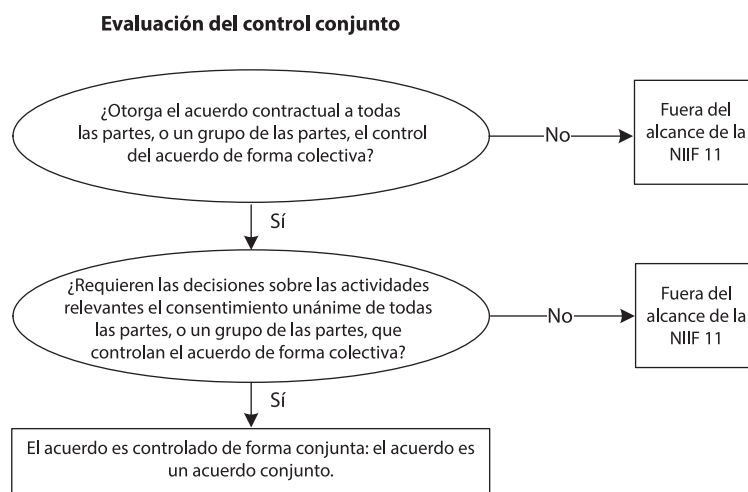 Evaluación del control conjunto
¿Otorga el acuerdo contractual a todas
las partes, o un grupo de las partes, el control
del acuerdo de forma colectiva?
No
Fuera del
alcance de la
NIIF 11
Sí
¿Requieren las decisiones sobre las actividades
relevantes el consentimiento unánime de todas
las partes, o un grupo de las partes, que
controlan el acuerdo de forma colectiva?
No
Fuera del
alcance de la
NIIF 11
Sí
El acuerdo es controlado de forma conjunta: el acuerdo es
un acuerdo conjunto.